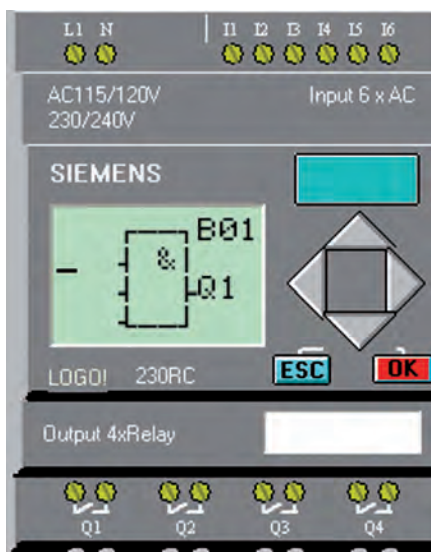 L1 N I1 I2 I3 I4 I5 I6
AC115/120V Input 6 x AC
230/240V
SIEMENS
B01
&
Q1
ESC OK
LOGO! 230RC
Output 4xRelay
Q1 Q2 Q3 Q4